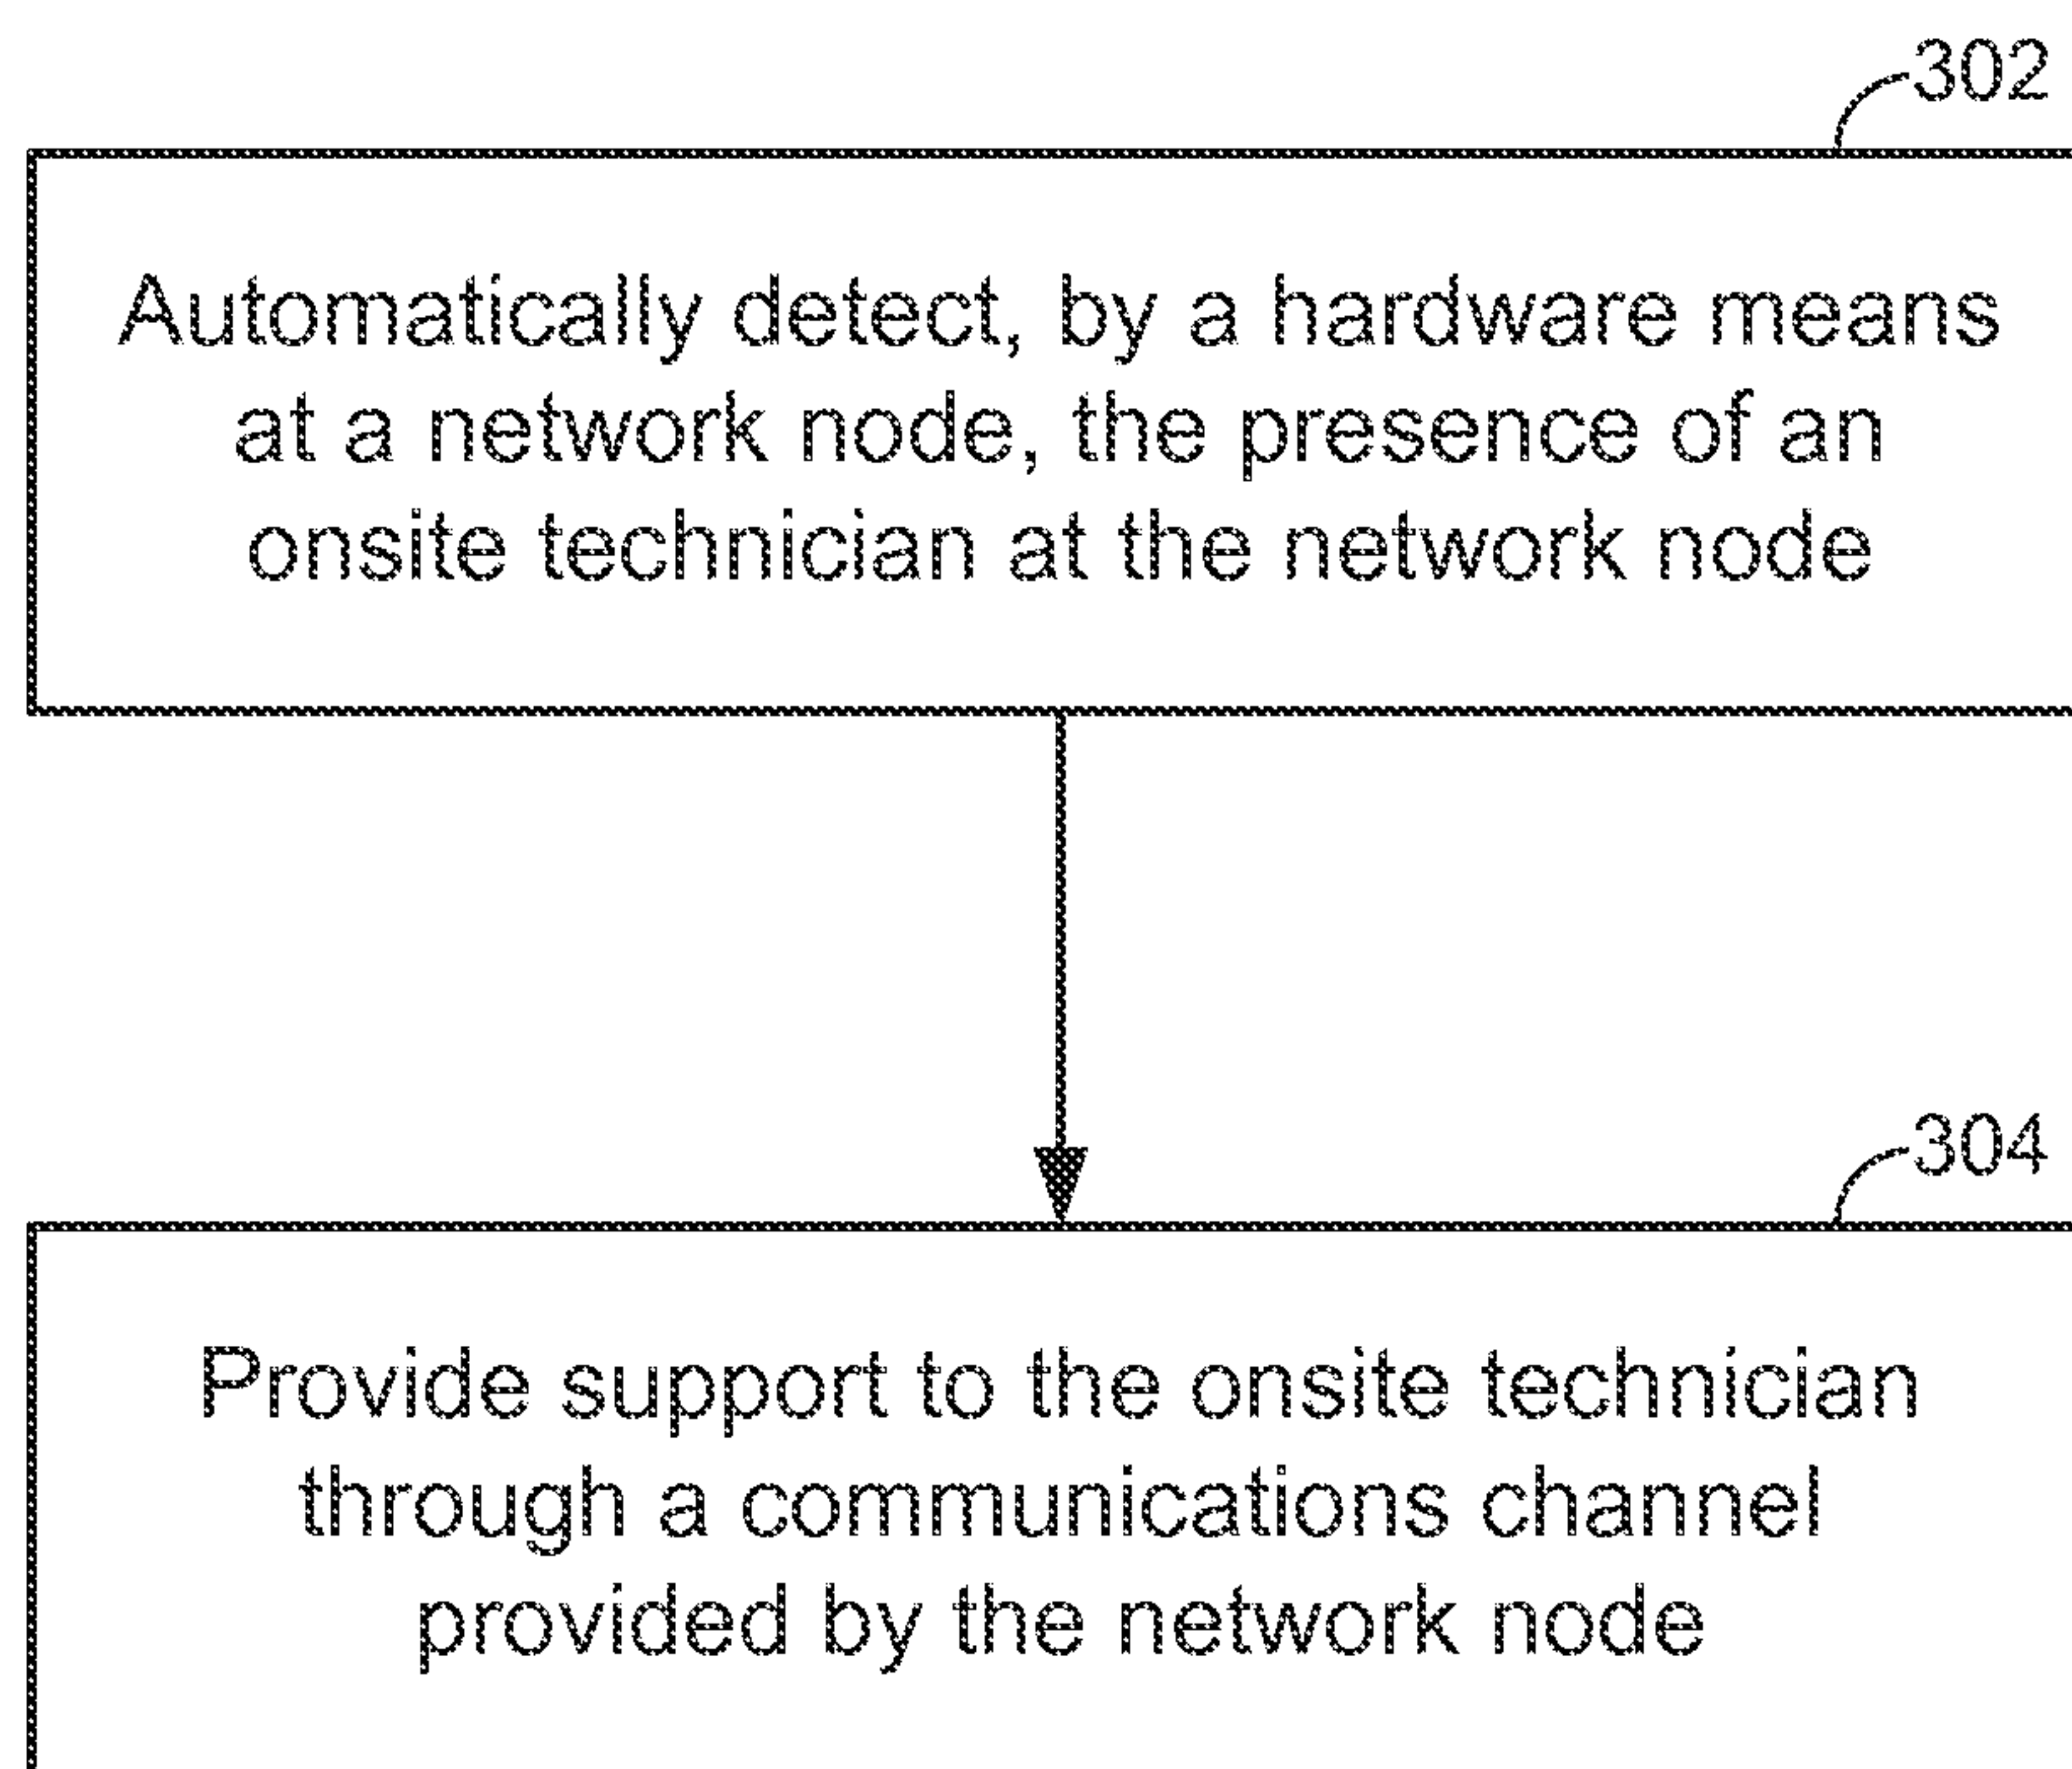 302
Automatically detect, by a hardware means
at a network node, the presence of an
onsite technician at the network node
304
Provide support to the onsite technician
through a communications channel
provided by the network node